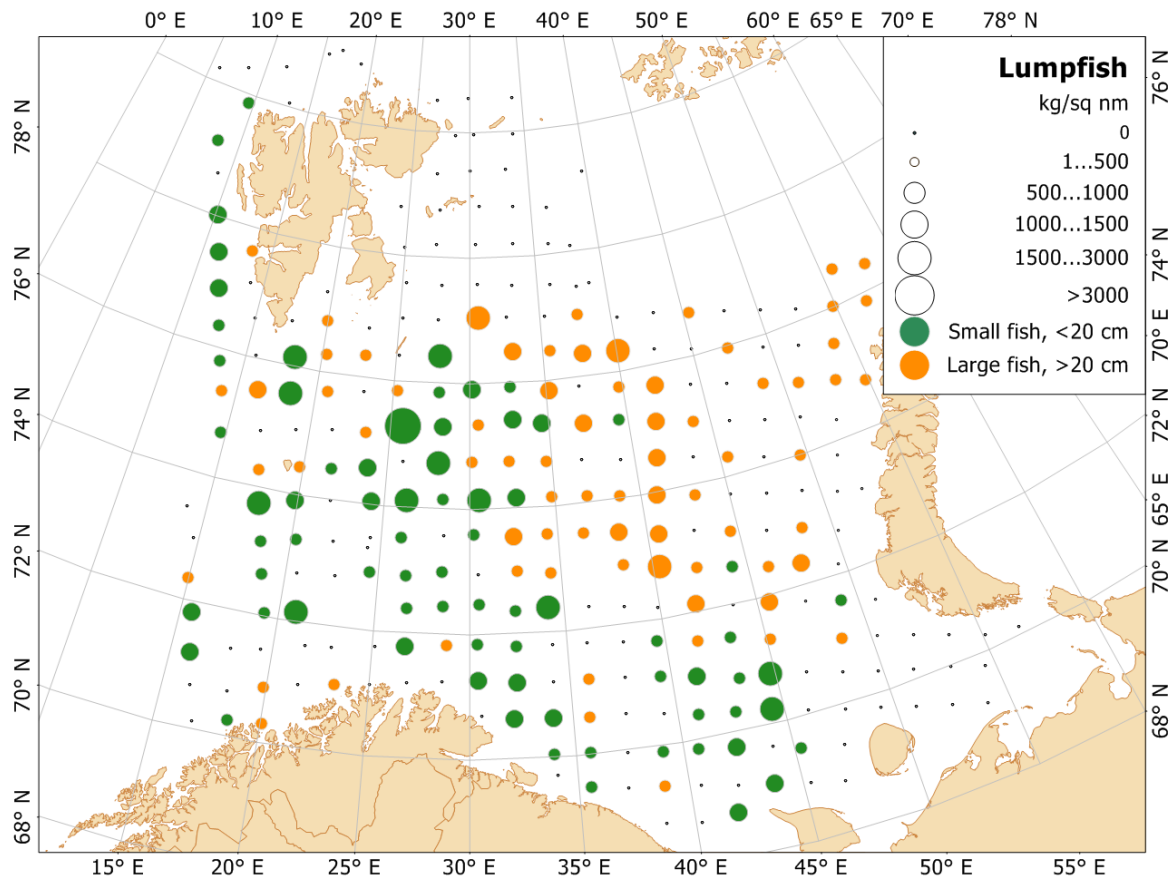 0° E 10° E 20° E 30° E 40° E 50° E 60° E 65° E 70° E 78° N
Lumpfish
kg/sq nm
0
1...500
500...1000
1000...1500
1500...3000
>3000
Small fish, <20 cm
Large fish, >20 cm
78° N
76° N
74° N
72° N
70° N
68° N
76° N
74° N
70° E
72° N
65° E
70° N
68° N
15° E 20° E 25° E 30° E 35° E 40° E 45° E 50° E 55° E